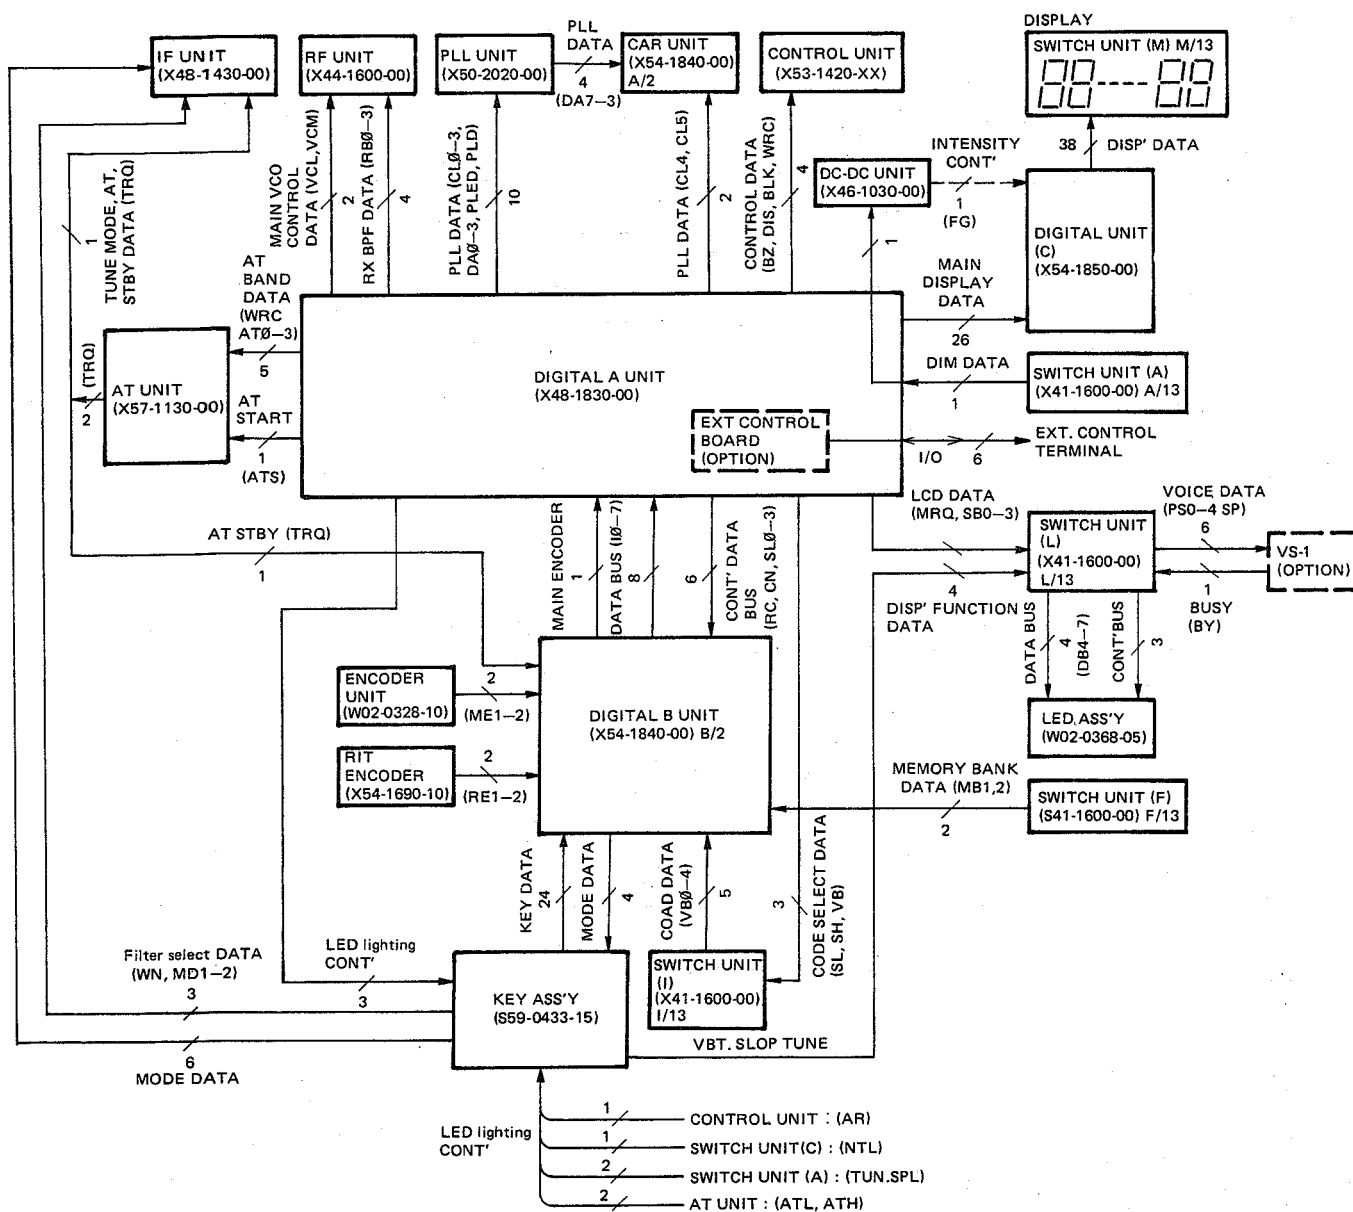 DISPLAY
IF UNIT
(X48-1430-00)
RF UNIT
(X44-1600-00)
PLL UNIT
(X50-2020-00)
PLL
DATA
4
(DA7–3)
CAR UNIT
(X54-1840-00)
A/2
CONTROL UNIT
(X53-1420-XX)
SWITCH UNIT (M) M/13
38
DISP' DATA
INTENSITY
CONT'
1
(FG)
DC-DC UNIT
(X46-1030-00)
1
DIGITAL UNIT
(C)
(X54-1850-00)
1
TUNE MODE, AT,
STBY DATA (TRQ)
MAIN VCO
CONTROL
DATA (VCL,VCM)
2
RX BPF DATA (RBØ–3)
4
PLL DATA (CLØ–3,
DAØ–3, PLED, PLD)
10
PLL DATA (CL4, CL5)
2
CONTROL DATA
(BZ, DIS, BLK, WRC)
4
MAIN
DISPLAY
DATA
26
AT
BAND
DATA
(WRC
ATØ–3)
5
(TRQ)
2
AT UNIT
(X57-1130-00)
AT
START
1
(ATS)
DIGITAL A UNIT
(X48-1830-00)
DIM DATA
1
SWITCH UNIT (A)
(X41-1600-00) A/13
EXT CONTROL
BOARD
(OPTION)
I/O
6
EXT. CONTROL
TERMINAL
AT STBY (TRQ)
1
MAIN ENCODER
1
DATA BUS (IØ–7)
8
6
CONT' DATA
BUS
(RC, CN, SLØ–3)
LCD DATA
(MRQ, SB0–3)
4
DISP' FUNCTION
DATA
SWITCH UNIT
(L)
(X41-1600-00)
L/13
VOICE DATA
(PS0–4 SP)
6
VS-1
(OPTION)
1
BUSY
(BY)
DATA BUS
4
(DB4–7)
CONT'BUS
3
LED ASS'Y
(W02-0368-05)
ENCODER
UNIT
(W02-0328-10)
2
(ME1–2)
RIT
ENCODER
(X54-1690-10)
2
(RE1–2)
DIGITAL B UNIT
(X54-1840-00) B/2
MEMORY BANK
DATA (MB1,2)
2
SWITCH UNIT (F)
(S41-1600-00) F/13
KEY DATA
24
MODE DATA
4
COAD DATA
(VBØ–4)
5
3
CODE SELECT DATA
(SL, SH, VB)
Filter select DATA
(WN, MD1–2)
3
LED lighting
CONT'
3
KEY ASS'Y
(S59-0433-15)
SWITCH UNIT
(I)
(X41-1600-00)
I/13
VBT. SLOP TUNE
6
MODE DATA
LED lighting
CONT'
1
CONTROL UNIT : (AR)
1
SWITCH UNIT(C) : (NTL)
2
SWITCH UNIT (A) : (TUN.SPL)
2
AT UNIT : (ATL, ATH)